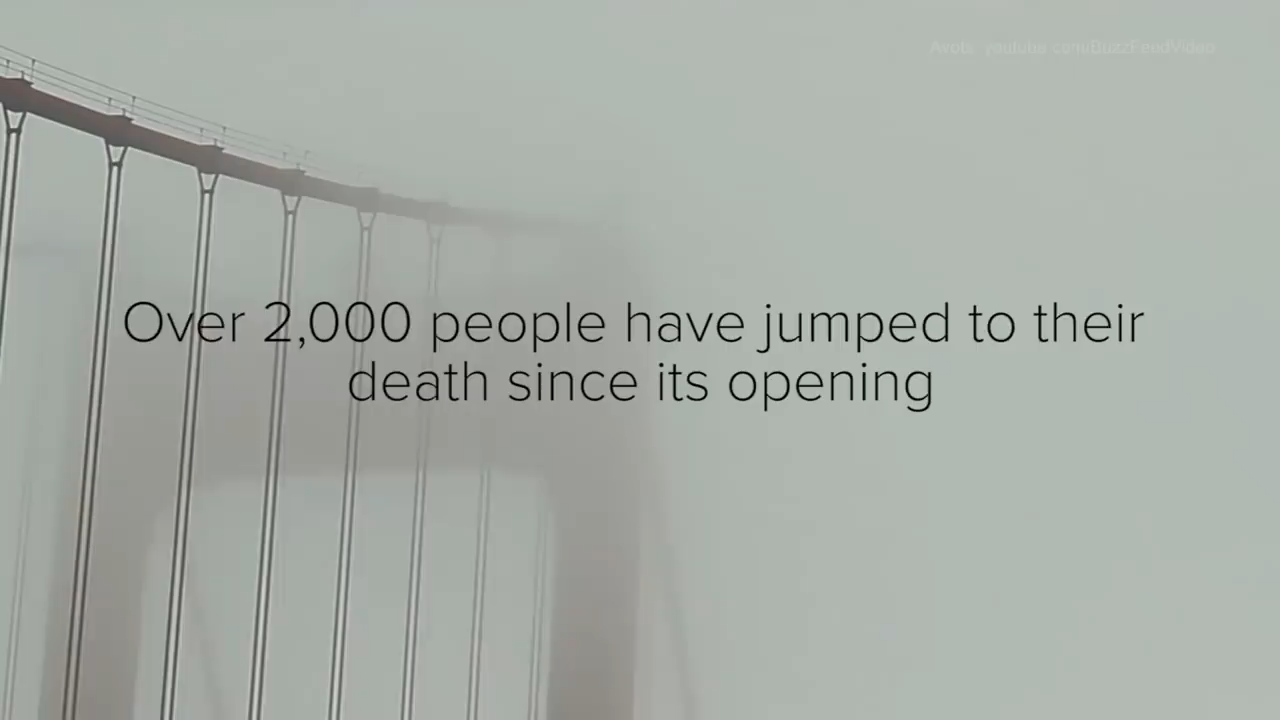 Over 2,000 people have jumped to their
death since its opening